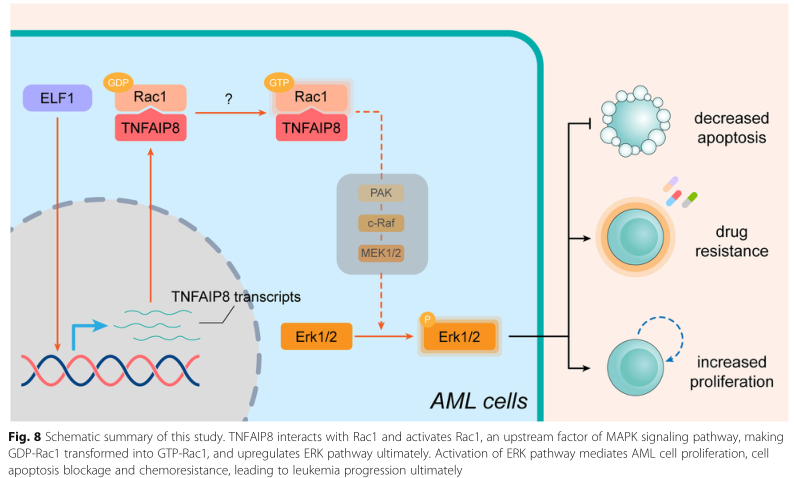 GDP
GTP
ELF1
Rac1
?
Rac1
TNFAIP8
TNFAIP8
decreased
apoptosis
PAK
c-Raf
MEK1/2
drug
resistance
TNFAIP8 transcripts
P
Erk1/2
Erk1/2
increased
proliferation
AML cells
Fig. 8 Schematic summary of this study. TNFAIP8 interacts with Rac1 and activates Rac1, an upstream factor of MAPK signaling pathway, making
GDP-Rac1 transformed into GTP-Rac1, and upregulates ERK pathway ultimately. Activation of ERK pathway mediates AML cell proliferation, cell
apoptosis blockage and chemoresistance, leading to leukemia progression ultimately